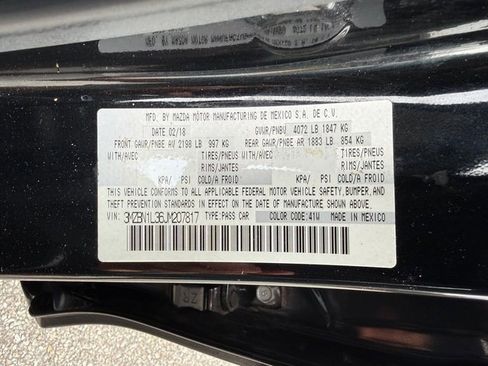 MFD. BY MAZDA MOTOR MANUFACTURING DE MEXICO S.A. DE C.V.
DATE 02/18 GVWR/PNBV 4072 LB 1847 KG
FRONT GAWR/PNBE AV 2198 LB 997 KG REAR GAWR/PNBE AR 1883 LB 854 KG
WITH/AVEC TIRES/PNEUS WITH/AVEC TIRES/PNEUS
RIMS/JANTES RIMS/JANTES
KPA/ PSI COLD/A FROID KPA/ PSI COLD/A FROID
THIS VEHICLE CONFORMS TO ALL APPLICABLE FEDERAL MOTOR VEHICLE SAFETY, BUMPER, AND
THEFT PREVENTION STANDARDS IN EFFECT ON THE DATE OF MANUFACTURE SHOWN ABOVE.
VIN: 3MZBN1L36JM207817 TYPE PASS CAR COLOR CODE: 41W MADE IN MEXICO
ZR